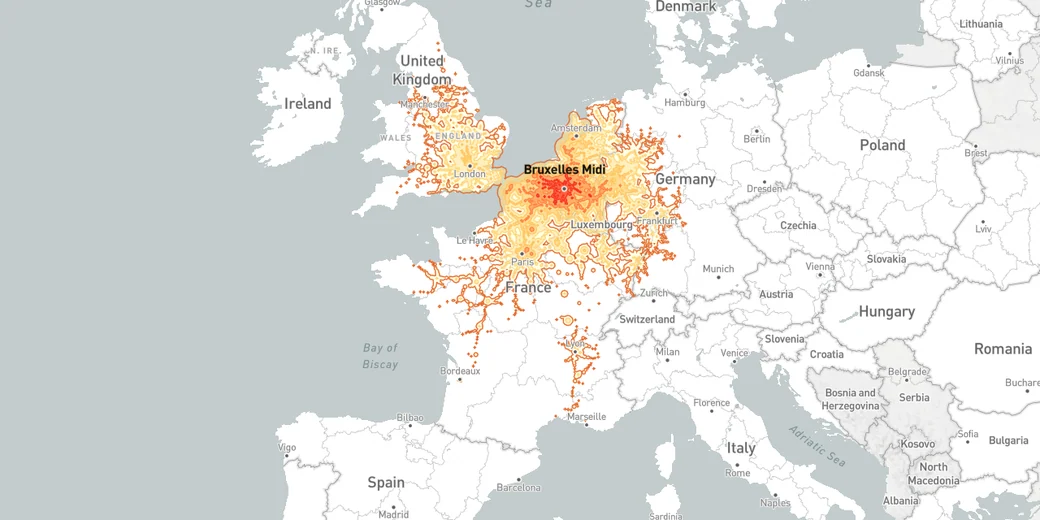 Glasgow
Sea
Denmark
Lithuania
Vilnius
N. IRE.
United
Kingdom
Gdansk
Hamburg
Ireland
Manchester
WALES
ENGLAND
Amsterdam
Berlin
Poland
Brest
London
Bruxelles Midi
Germany
Dresden
Luxembourg
Frankfurt
Czechia
Lviv
Le Havre
Paris
Slovakia
Munich
Vienna
France
Zurich
Austria
Switzerland
Hungary
Bay of
Biscay
Lyon
Milan
Venice
Slovenia
Croatia
Romania
Bordeaux
Belgrade
Bosnia and
Herzegovina
Serbia
Buchare
Florence
Marseille
Bilbao
Vigo
Adriatic Sea
Kosovo
Sofia
Bulgaria
Italy
Rome
North
Macedonia
Spain
Barcelona
Albania
Madrid
Naples
Sardinia